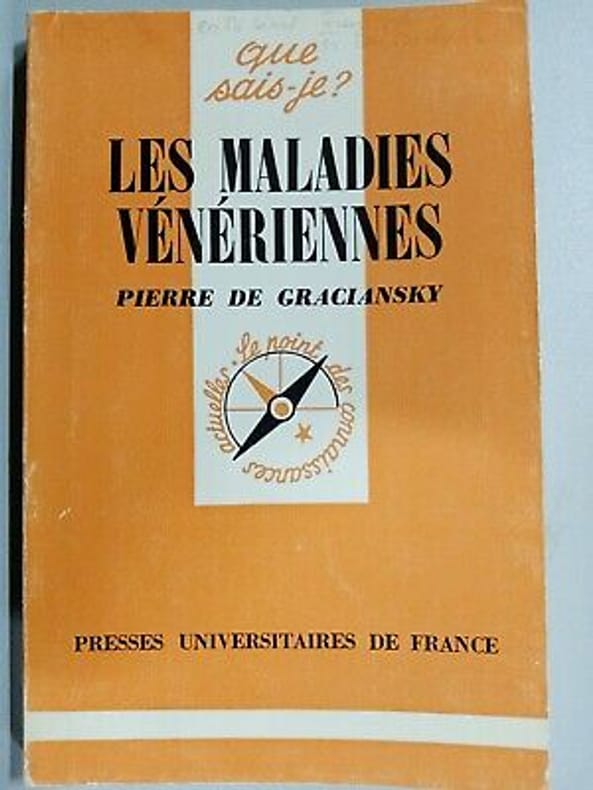 que
sais-je?
LES MALADIES
VÉNÉRIENNES
PIERRE DE GRACIANSKY
le point des connaissances actuelles
PRESSES UNIVERSITAIRES DE FRANCE